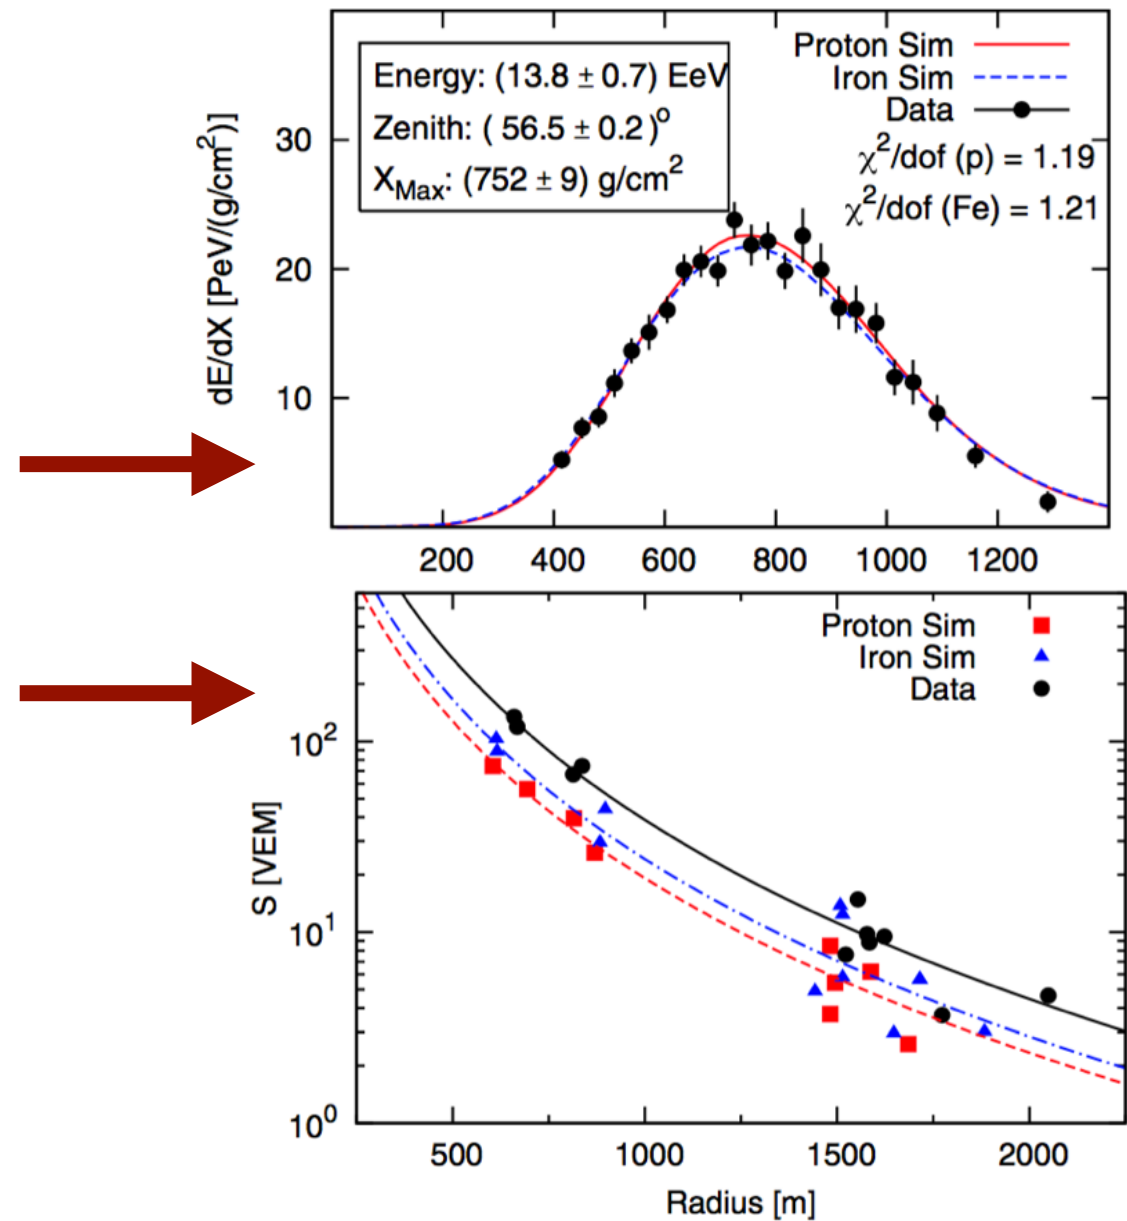 Energy: (13.8 ± 0.7) EeV
Zenith: ( 56.5 ± 0.2 )º
X_Max: (752 ± 9) g/cm²
Proton Sim
Iron Sim
Data
χ²/dof (p) = 1.19
χ²/dof (Fe) = 1.21
dE/dX [PeV/(g/cm²)]
30
20
10
200 400 600 800 1000 1200
Proton Sim
Iron Sim
Data
S [VEM]
10²
10¹
10⁰
500 1000 1500 2000
Radius [m]